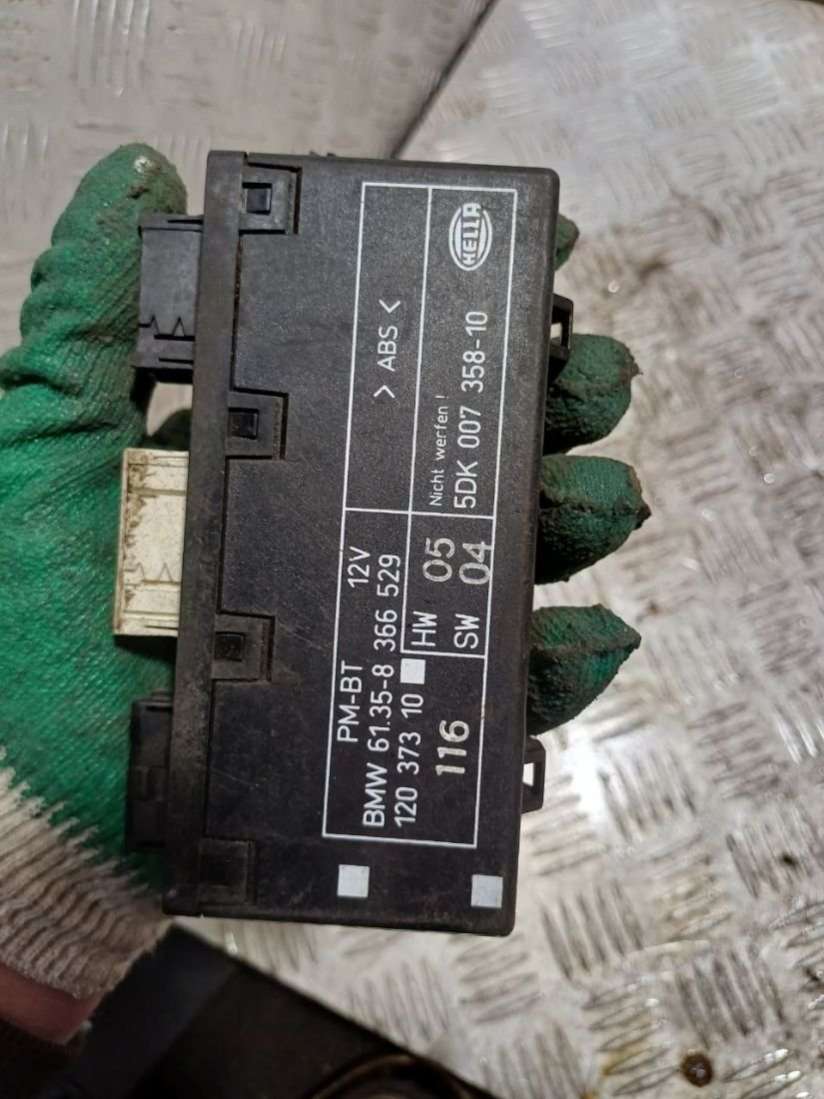 PM-BT 12V
BMW 61.35-8 366 529
120 373 10
116
HW 05
SW 04
> ABS <
Nicht werfen !
5DK 007 358-10
HELLA